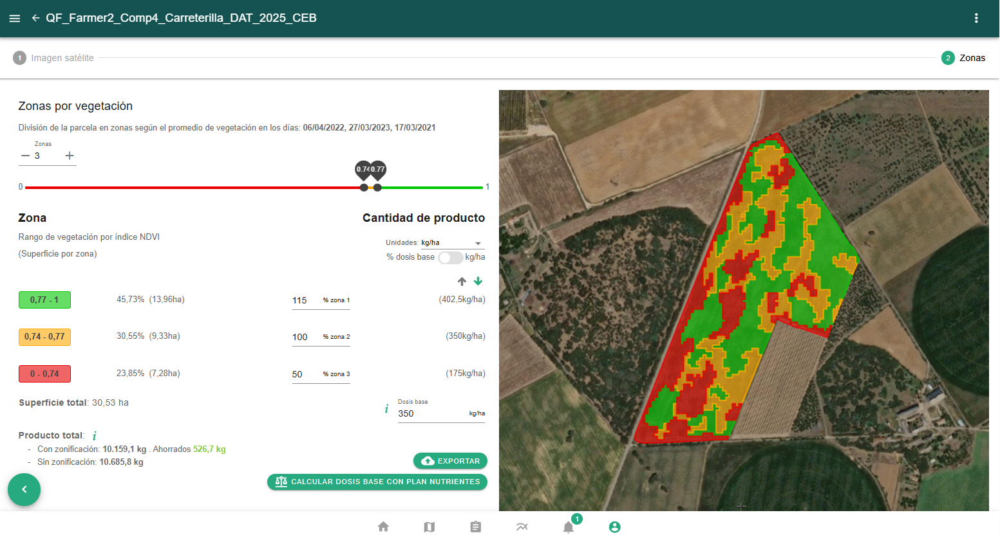 QF_Farmer2_Comp4_Carreterilla_DAT_2025_CEB
1 Imagen satélite
2 Zonas
Zonas por vegetación
División de la parcela en zonas según el promedio de vegetación en los días: 06/04/2022, 27/03/2023, 17/03/2021
Zonas
3
0.74 0.77
0 1
Zona Cantidad de producto
Rango de vegetación por índice NDVI
(Superficie por zona)
Unidades: kg/ha
% dosis base kg/ha
0,77 - 1 45,73% (13,96ha) 115 % zona 1 (402,5kg/ha)
0,74 - 0,77 30,55% (9,33ha) 100 % zona 2 (350kg/ha)
0 - 0,74 23,85% (7,28ha) 50 % zona 3 (175kg/ha)
Superficie total: 30,53 ha
i Dosis base
350 kg/ha
Producto total: i
- Con zonificación: 10.159,1 kg . Ahorrados 526,7 kg
- Sin zonificación: 10.685,8 kg
EXPORTAR
CALCULAR DOSIS BASE CON PLAN NUTRIENTES
1